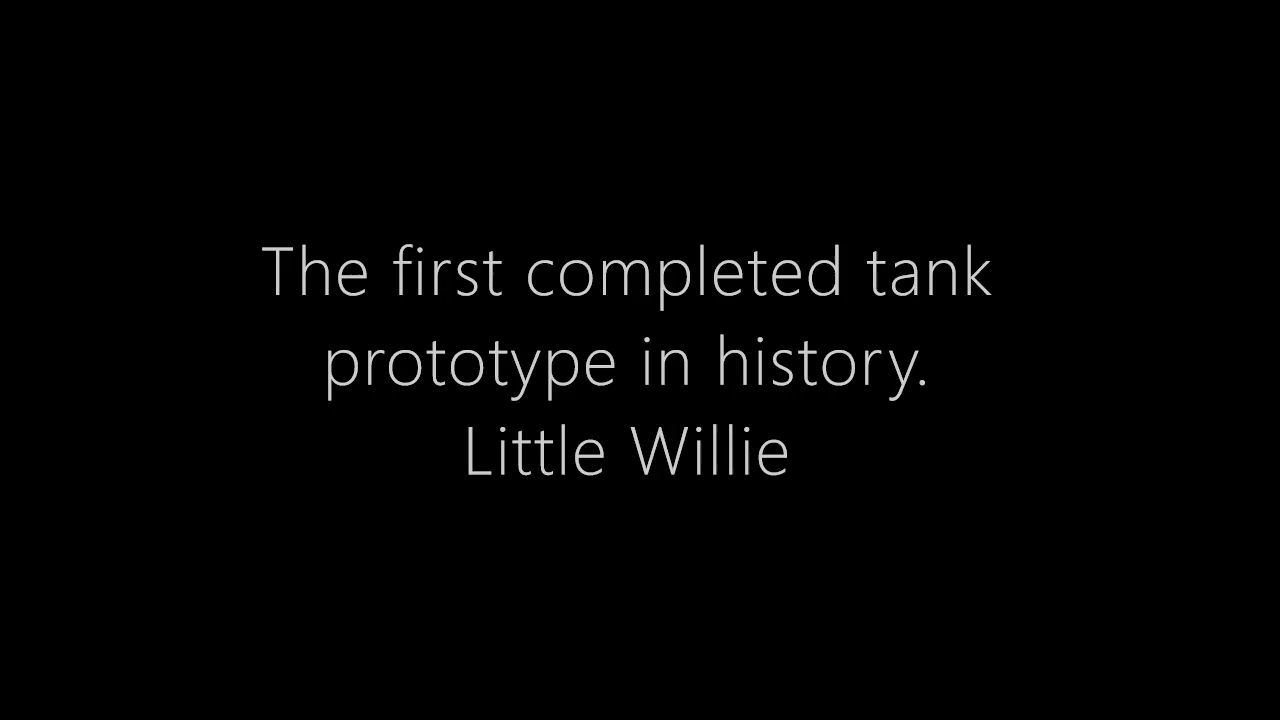 The first completed tank
prototype in history.
Little Willie